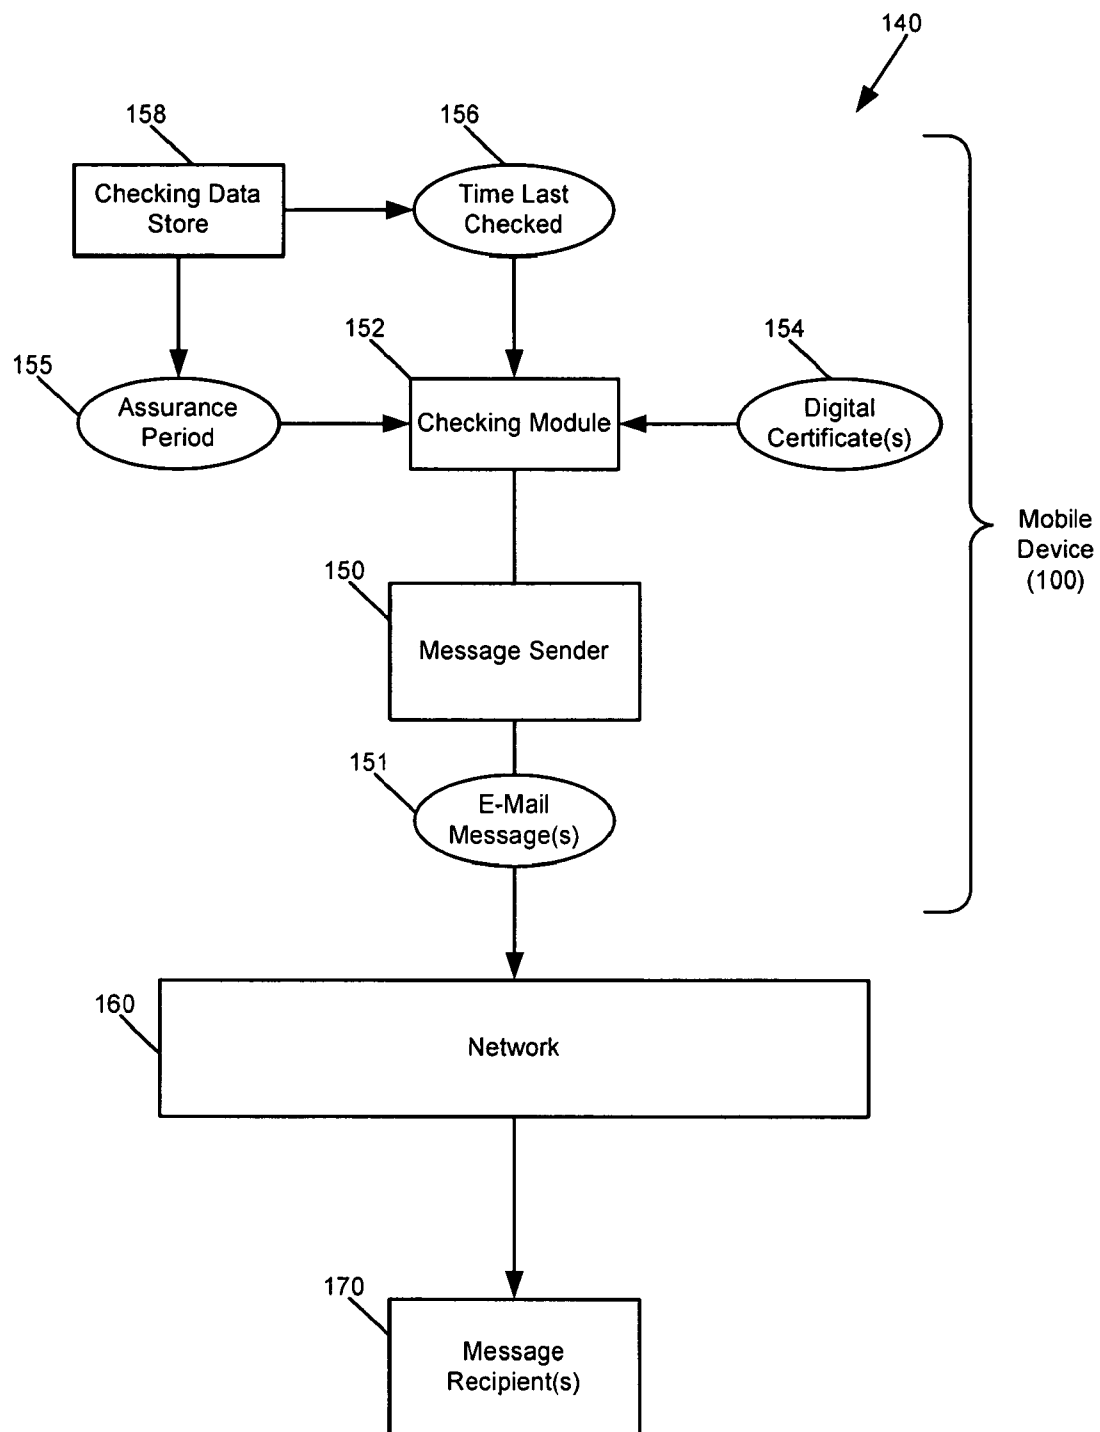 140
158
156
Checking Data
Store
Time Last
Checked
152
154
155
Assurance
Period
Checking Module
Digital
Certificate(s)
Mobile
Device
(100)
150
Message Sender
151
E-Mail
Message(s)
160
Network
170
Message
Recipient(s)